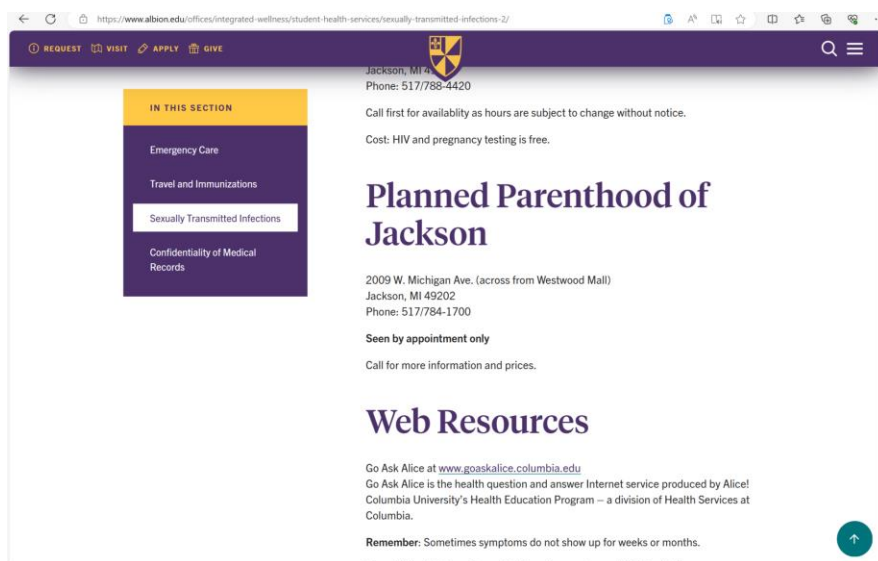 https://www.albion.edu/offices/integrated-wellness/student-health-services/sexually-transmitted-infections-2/
REQUEST VISIT APPLY GIVE
IN THIS SECTION
Emergency Care
Travel and Immunizations
Sexually Transmitted Infections
Confidentiality of Medical
Records
Jackson, MI
Phone: 517/788-4420
Call first for availablity as hours are subject to change without notice.
Cost: HIV and pregnancy testing is free.
Planned Parenthood of
Jackson
2009 W. Michigan Ave. (across from Westwood Mall)
Jackson, MI 49202
Phone: 517/784-1700
Seen by appointment only
Call for more information and prices.
Web Resources
Go Ask Alice at www.goaskalice.columbia.edu
Go Ask Alice is the health question and answer Internet service produced by Alice!
Columbia University's Health Education Program – a division of Health Services at
Columbia.
Remember: Sometimes symptoms do not show up for weeks or months.